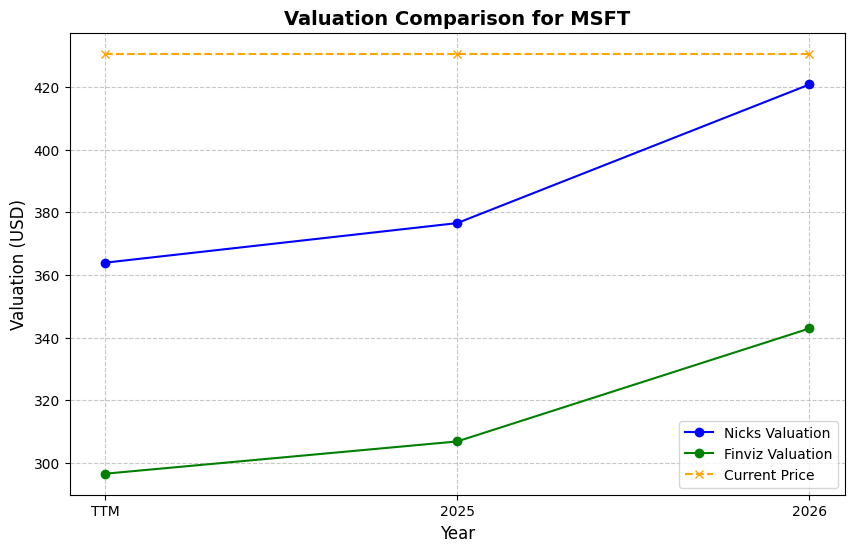 Valuation Comparison for MSFT
Valuation (USD)
420
400
380
360
340
320
300
TTM
2025
2026
Year
Nicks Valuation
Finviz Valuation
Current Price